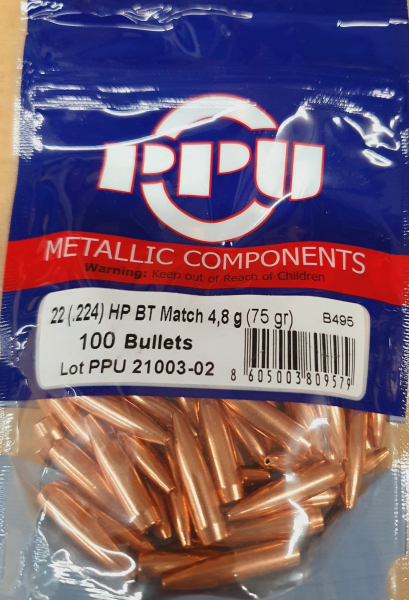 PPU
METALLIC COMPONENTS
Warning: Keep out of Reach of Children
22 (.224) HP BT Match 4,8 g (75 gr) B495
100 Bullets
Lot PPU 21003-02
8 605003 809579